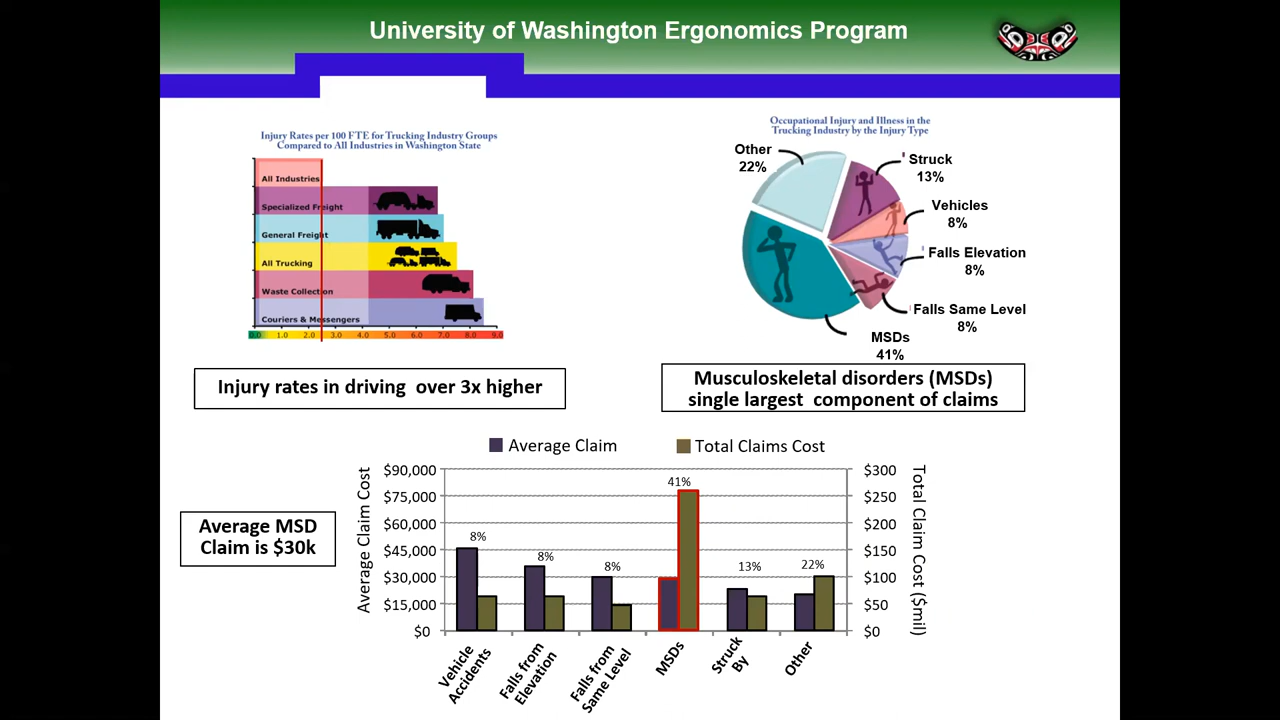 University of Washington Ergonomics Program
Injury Rates per 100 FTE for Trucking Industry Groups
Compared to All Industries in Washington State
All Industries
Specialized Freight
General Freight
All Trucking
Waste Collection
Couriers & Messengers
0.0 1.0 2.0 3.0 4.0 5.0 6.0 7.0 8.0 9.0
Injury rates in driving over 3x higher
Occupational Injury and Illness in the
Trucking Industry by the Injury Type
Other
22%
Struck
13%
Vehicles
8%
Falls Elevation
8%
Falls Same Level
8%
MSDs
41%
Musculoskeletal disorders (MSDs)
single largest component of claims
Average MSD
Claim is $30k
Average Claim
Total Claims Cost
Average Claim Cost
$90,000
$75,000
$60,000
$45,000
$30,000
$15,000
$0
8%
8%
8%
41%
13%
22%
$300
$250
$200
$150
$100
$50
$0
Total Claim Cost ($mil)
Vehicle
Accidents
Falls from
Elevation
Falls from
Same Level
MSDs
Struck
By
Other